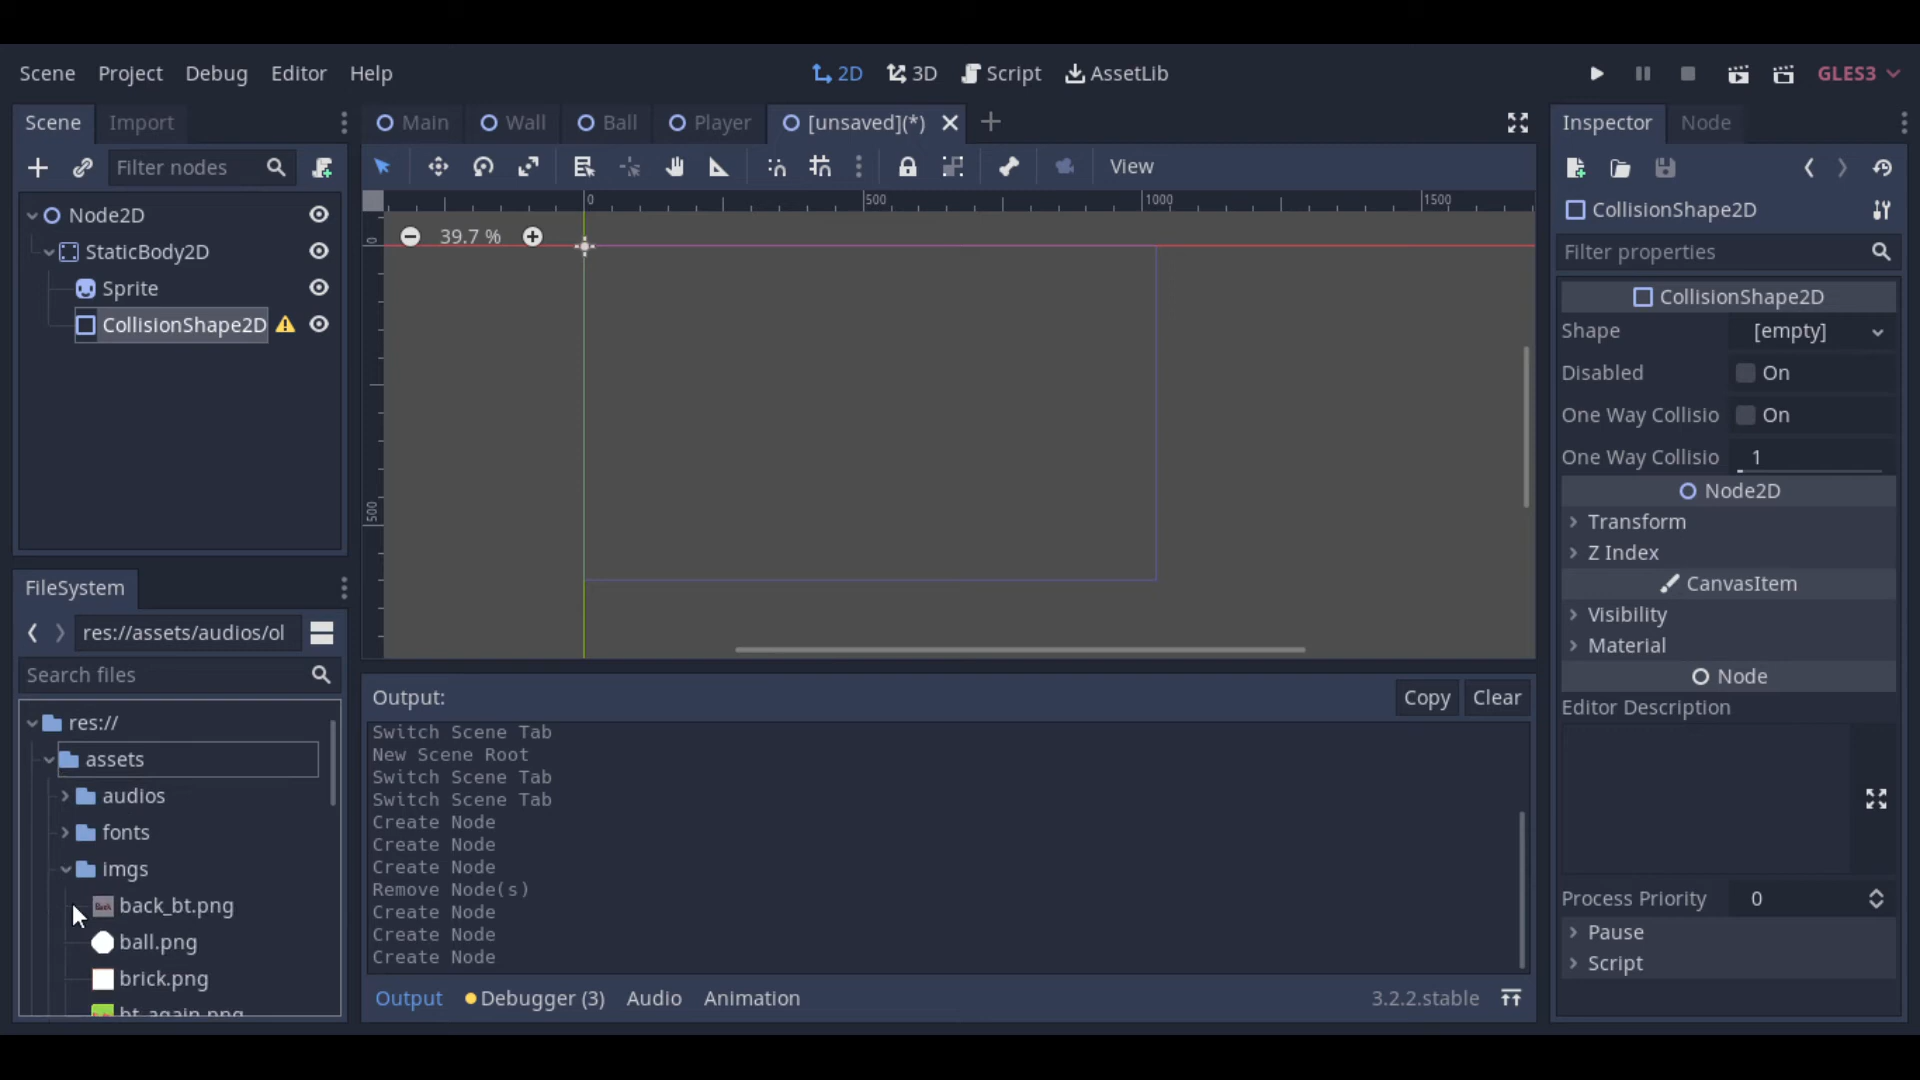 Scene Project Debug Editor Help
2D 3D Script AssetLib
GLES3
Scene Import
Main Wall Ball Player [unsaved](*)
Inspector Node
Filter nodes
View
CollisionShape2D
Filter properties
Node2D
StaticBody2D
Sprite
CollisionShape2D
0 500 1000 1500
0
500
39.7 %
CollisionShape2D
Shape [empty]
Disabled On
One Way Collisio On
One Way Collisio 1
Node2D
Transform
Z Index
CanvasItem
Visibility
Material
Node
Editor Description
Process Priority 0
Pause
Script
FileSystem
res://assets/audios/ol
Search files
res://
assets
audios
fonts
imgs
back_bt.png
ball.png
brick.png
bt_again.png
Output: Copy Clear
Switch Scene Tab
New Scene Root
Switch Scene Tab
Switch Scene Tab
Create Node
Create Node
Create Node
Remove Node(s)
Create Node
Create Node
Create Node
Output Debugger (3) Audio Animation 3.2.2.stable